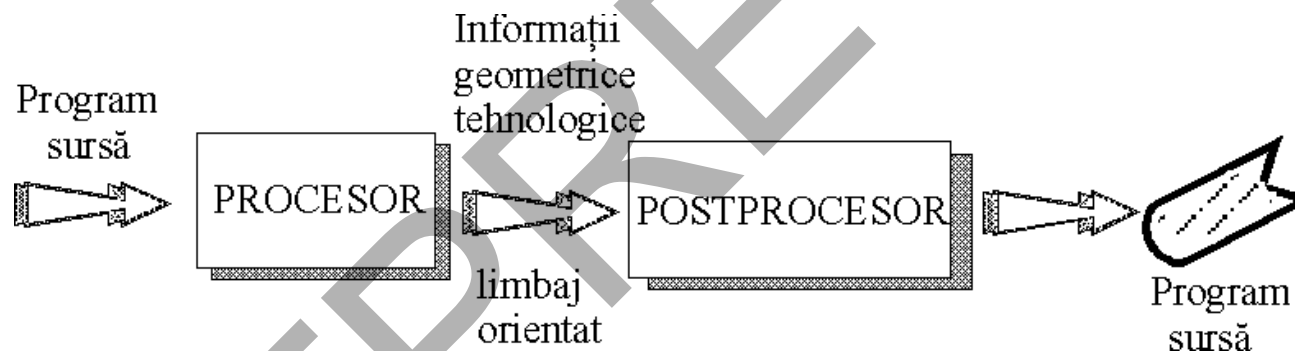 Program
sursă
PROCESOR
Informații
geometrice
tehnologice
limbaj
orientat
POSTPROCESOR
Program
sursă